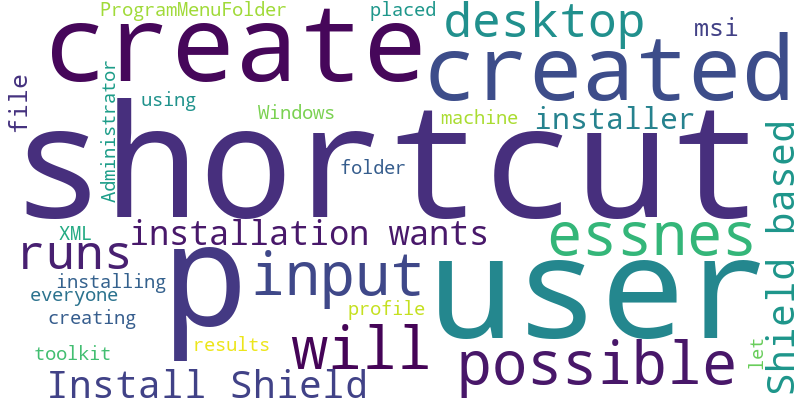 ProgramMenuFolder
placed
create
desktop
msi
created
file
Administrator
using
Windows
machine
installer
shortcut
folder
Shield based
XML
installation wants
essnes
runs
p
input
user
installing
everyone
creating
profile
toolkit
results
will
possible
let
Install Shield